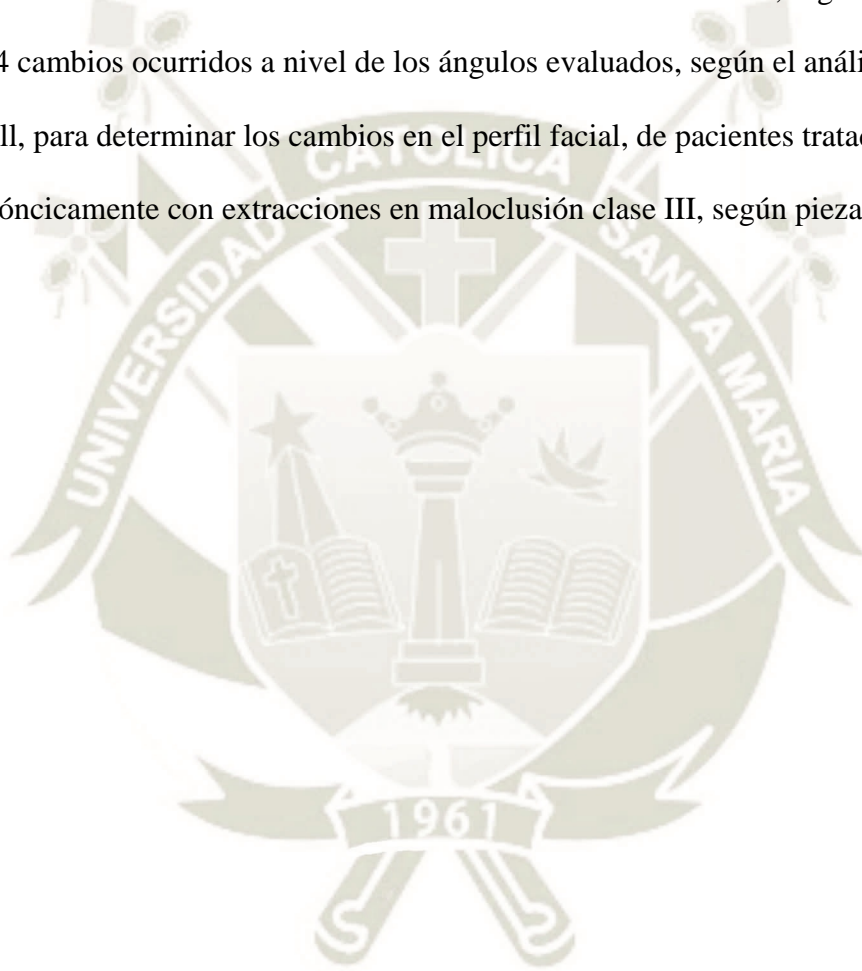 4 cambios ocurridos a nivel de los ángulos evaluados, según el análi
ll, para determinar los cambios en el perfil facial, de pacientes trata
óncicamente con extracciones en maloclusión clase III, según pieza
UNIVERSIDAD CATOLICA SANTA MARIA
1961